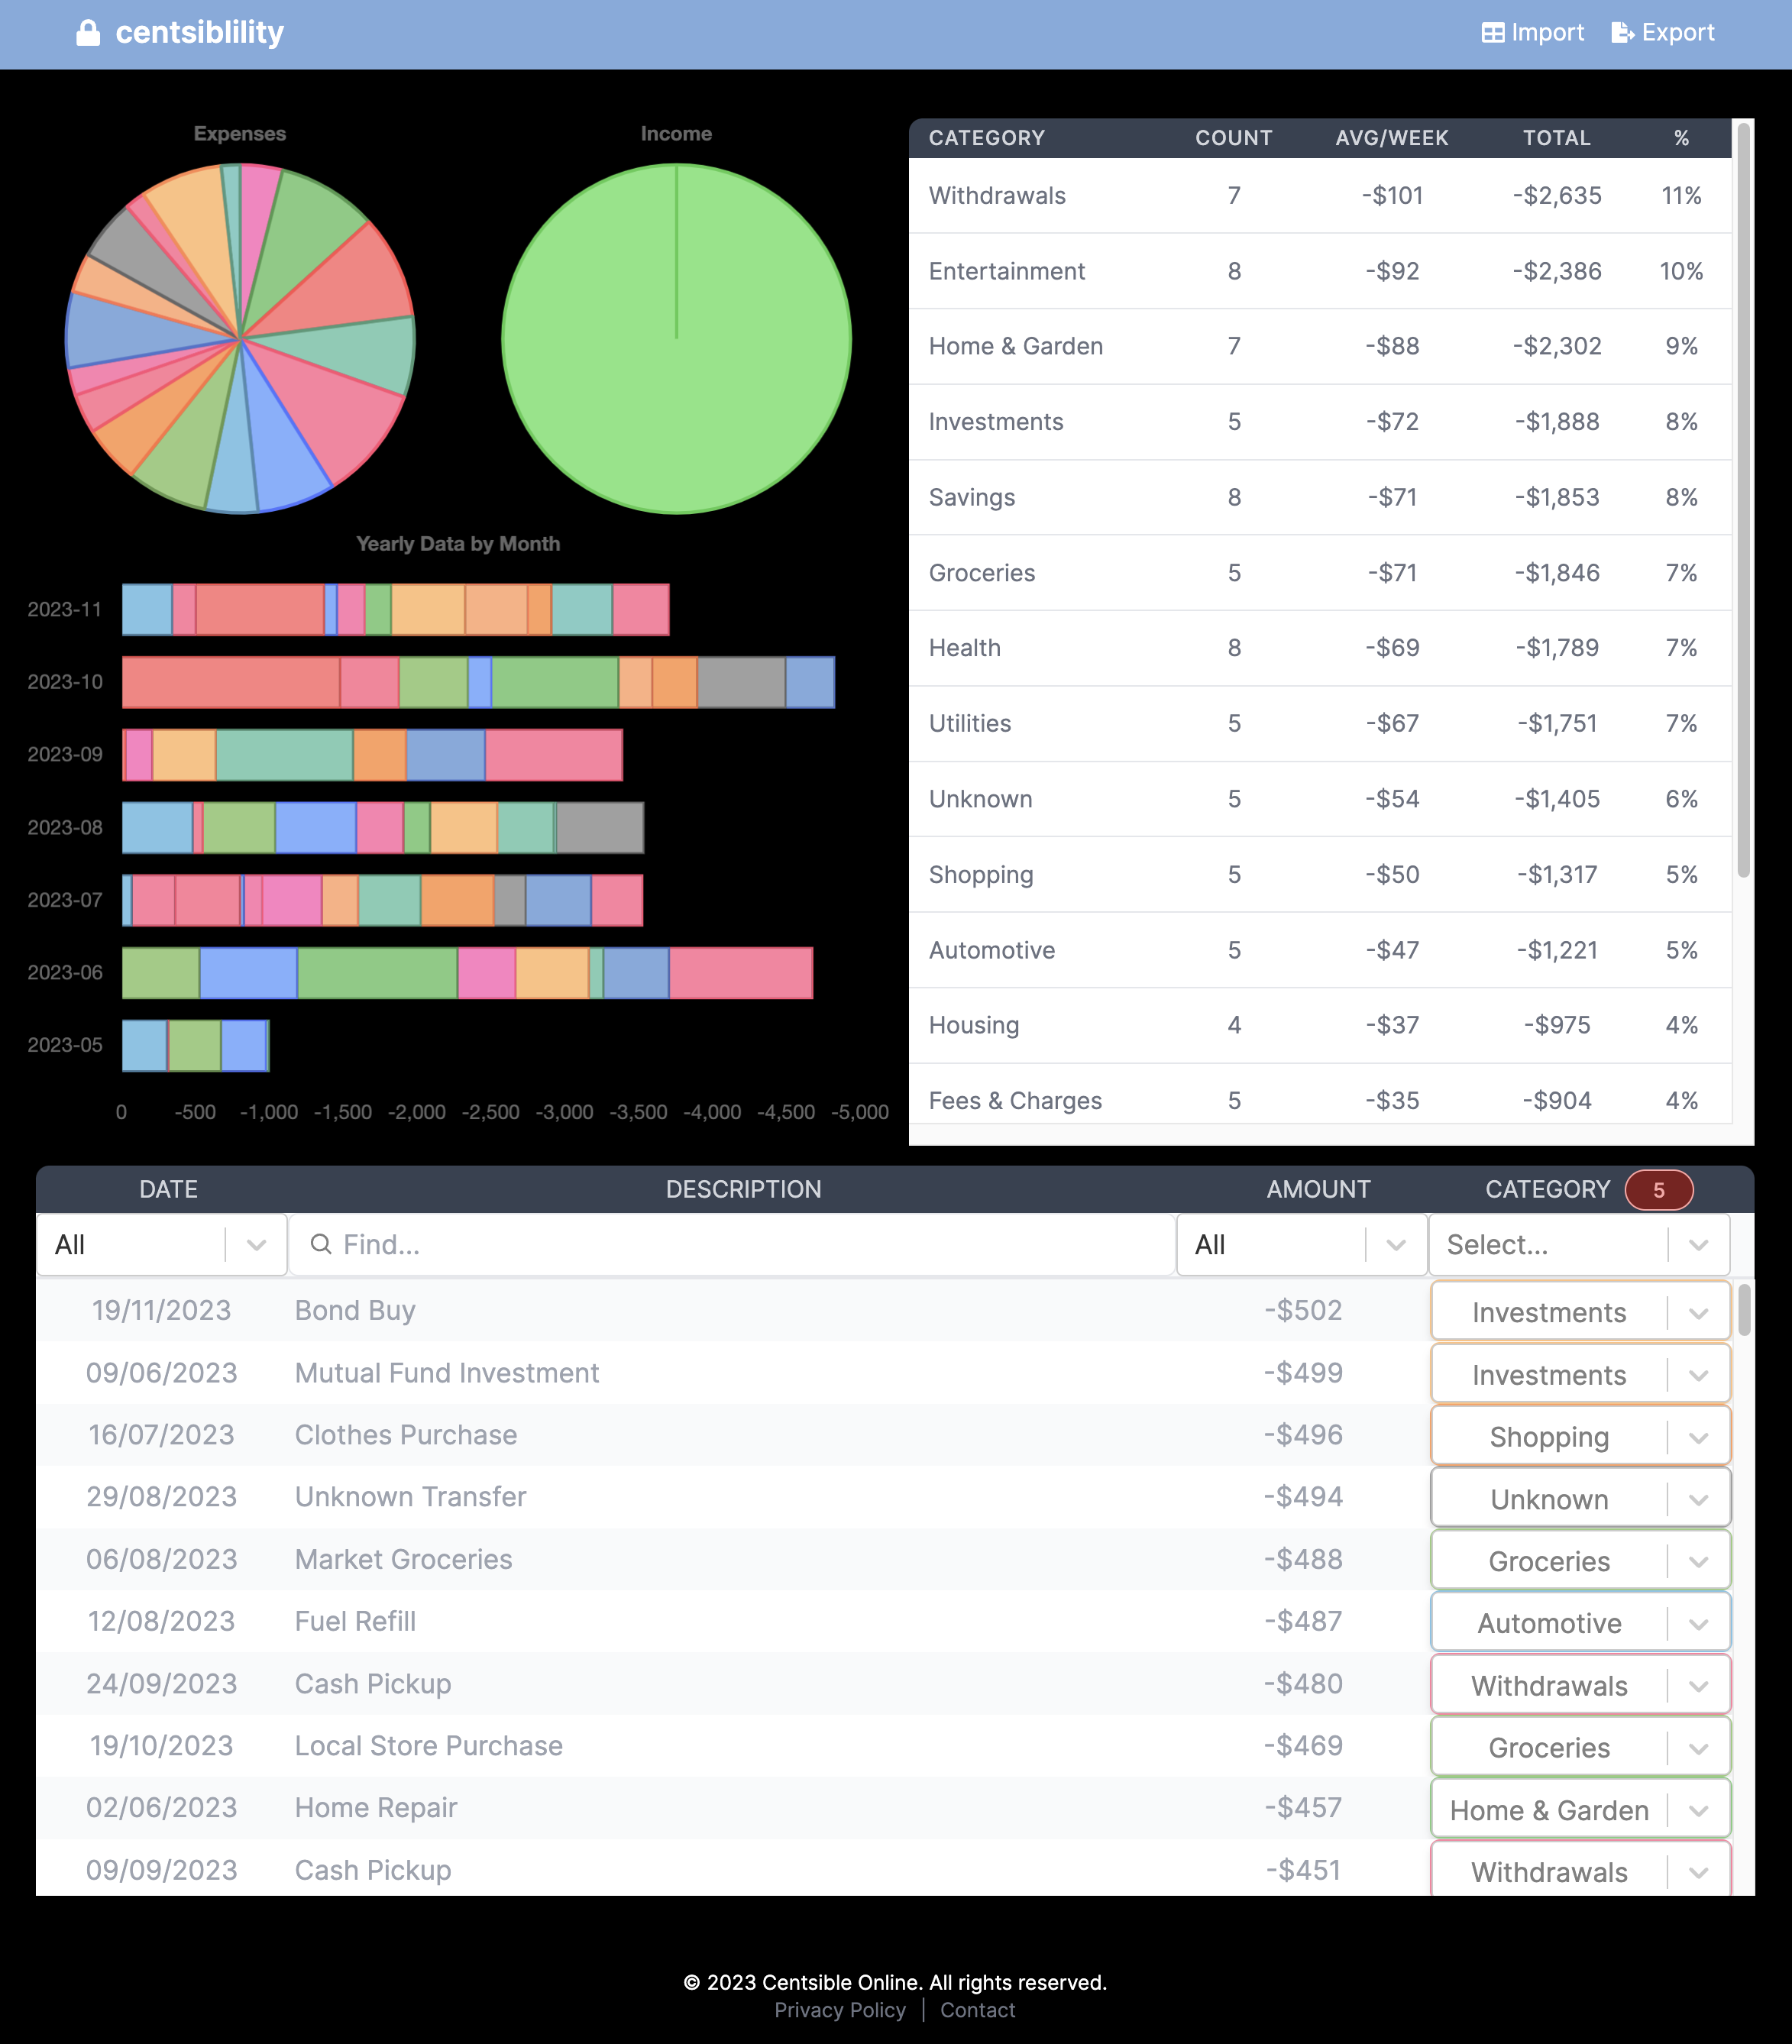 centsiblility
Import Export
Expenses
Income
Yearly Data by Month
2023-11
2023-10
2023-09
2023-08
2023-07
2023-06
2023-05
0 -500 -1,000 -1,500 -2,000 -2,500 -3,000 -3,500 -4,000 -4,500 -5,000
CATEGORY COUNT AVG/WEEK TOTAL %
Withdrawals 7 -$101 -$2,635 11%
Entertainment 8 -$92 -$2,386 10%
Home & Garden 7 -$88 -$2,302 9%
Investments 5 -$72 -$1,888 8%
Savings 8 -$71 -$1,853 8%
Groceries 5 -$71 -$1,846 7%
Health 8 -$69 -$1,789 7%
Utilities 5 -$67 -$1,751 7%
Unknown 5 -$54 -$1,405 6%
Shopping 5 -$50 -$1,317 5%
Automotive 5 -$47 -$1,221 5%
Housing 4 -$37 -$975 4%
Fees & Charges 5 -$35 -$904 4%
DATE DESCRIPTION AMOUNT CATEGORY 5
All Find... All Select...
19/11/2023 Bond Buy -$502 Investments
09/06/2023 Mutual Fund Investment -$499 Investments
16/07/2023 Clothes Purchase -$496 Shopping
29/08/2023 Unknown Transfer -$494 Unknown
06/08/2023 Market Groceries -$488 Groceries
12/08/2023 Fuel Refill -$487 Automotive
24/09/2023 Cash Pickup -$480 Withdrawals
19/10/2023 Local Store Purchase -$469 Groceries
02/06/2023 Home Repair -$457 Home & Garden
09/09/2023 Cash Pickup -$451 Withdrawals
© 2023 Centsible Online. All rights reserved.
Privacy Policy | Contact